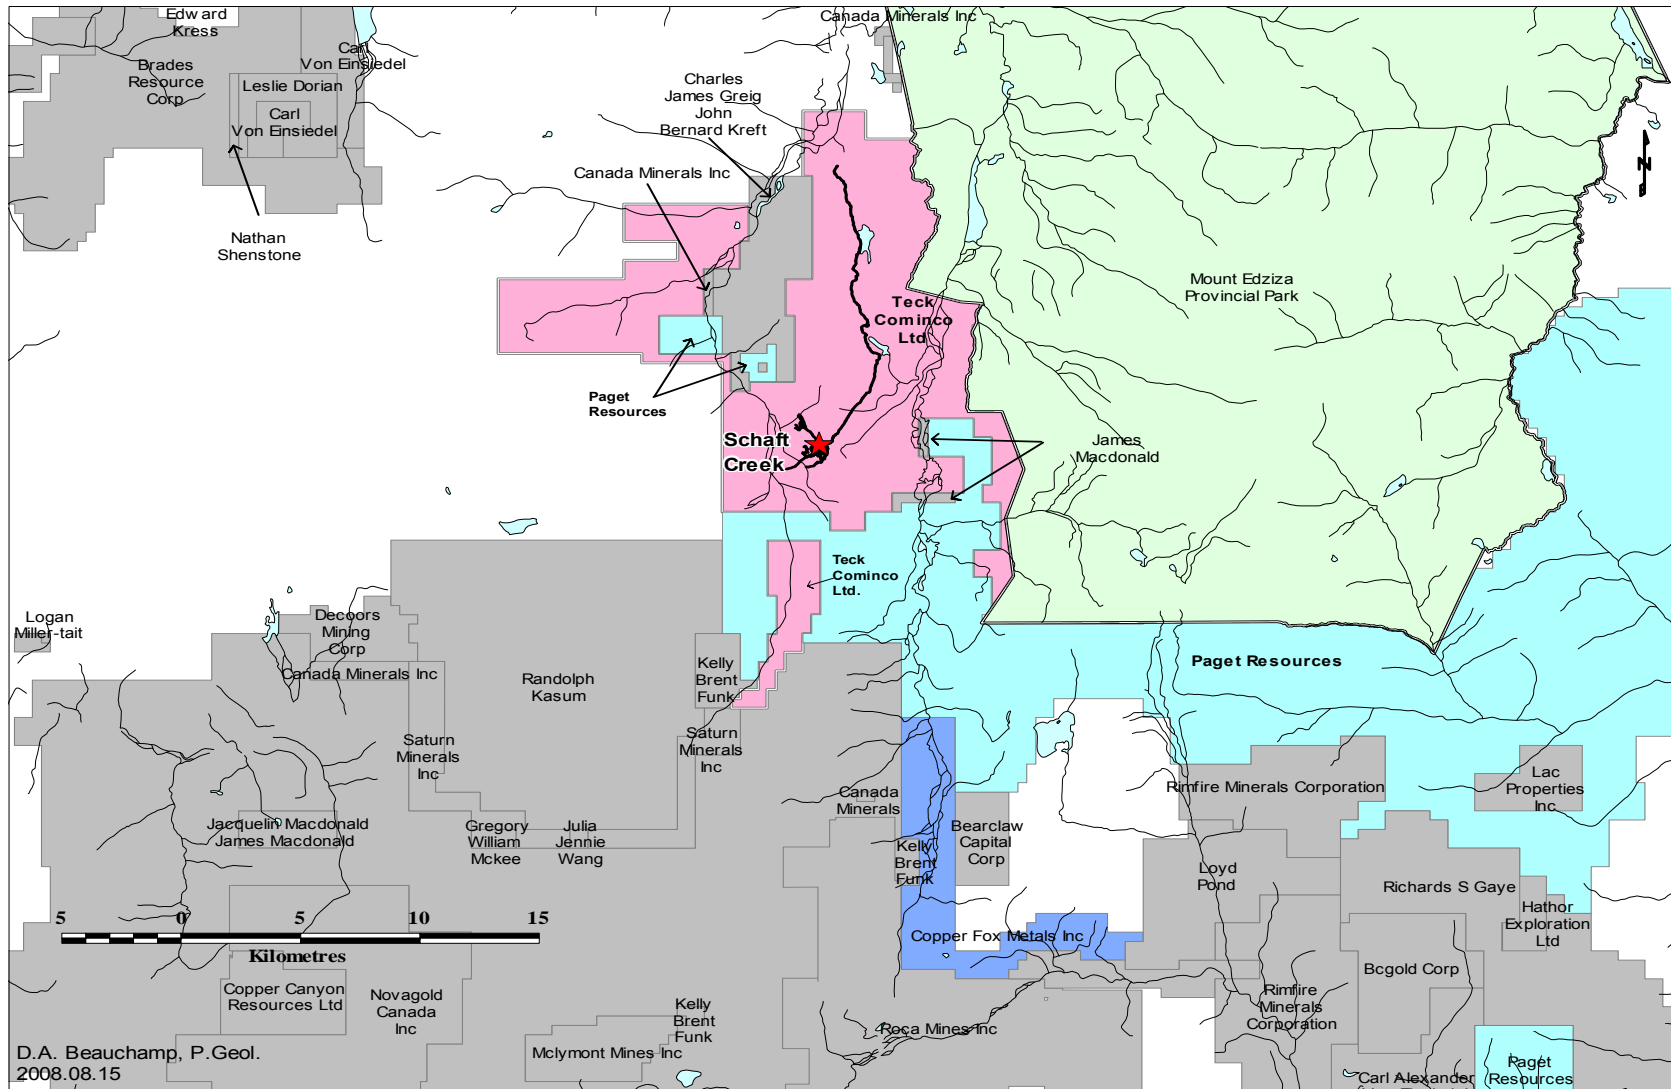 Edward
Kress
Canada Minerals Inc
Carl
Von Einsiedel
Brades
Resource
Corp
Leslie Dorian
Carl
Von Einsiedel
Charles
James Greig
John
Bernard Kreft
Canada Minerals Inc
Nathan
Shenstone
N
Mount Edziza
Provincial Park
Teck
Cominco
Ltd
Paget
Resources
Schaft
Creek
James
Macdonald
Teck
Cominco
Ltd.
Logan
Miller-tait
Decoors
Mining
Corp
Canada Minerals Inc
Randolph
Kasum
Kelly
Brent
Funk
Paget Resources
Saturn
Minerals
Inc
Saturn
Minerals
Inc
Canada
Minerals
Rimfire Minerals Corporation
Lac
Properties
Inc
Jacquelin Macdonald
James Macdonald
Gregory
William
Mckee
Julia
Jennie
Wang
Kelly
Brent
Funk
Bearclaw
Capital
Corp
Loyd
Pond
Richards S Gaye
Hathor
Exploration
Ltd
5 0 5 10 15
Kilometres
Copper Fox Metals Inc
Bcgold Corp
Copper Canyon
Resources Ltd
Novagold
Canada
Inc
Kelly
Brent
Funk
Roca Mines Inc
Rimfire
Minerals
Corporation
Mclymont Mines Inc
D.A. Beauchamp, P.Geol.
2008.08.15
Paget
Resources
Carl Alexander